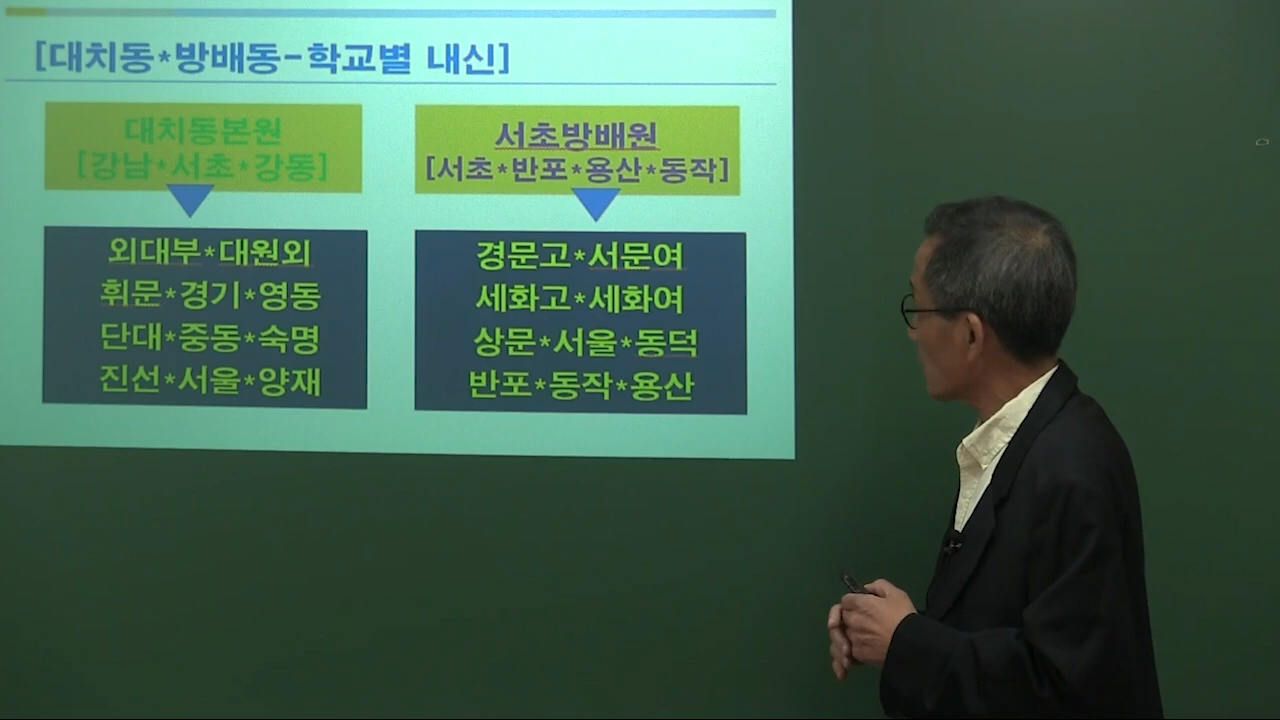 [대치동*방배동-학교별 내신]
대치동본원
[강남*서초*강동]
외대부*대원외
휘문*경기*영동
단대*중동*숙명
진선*서울*양재
서초방배원
[서초*반포*용산*동작]
경문고*서문여
세화고*세화여
상문*서울*동덕
반포*동작*용산